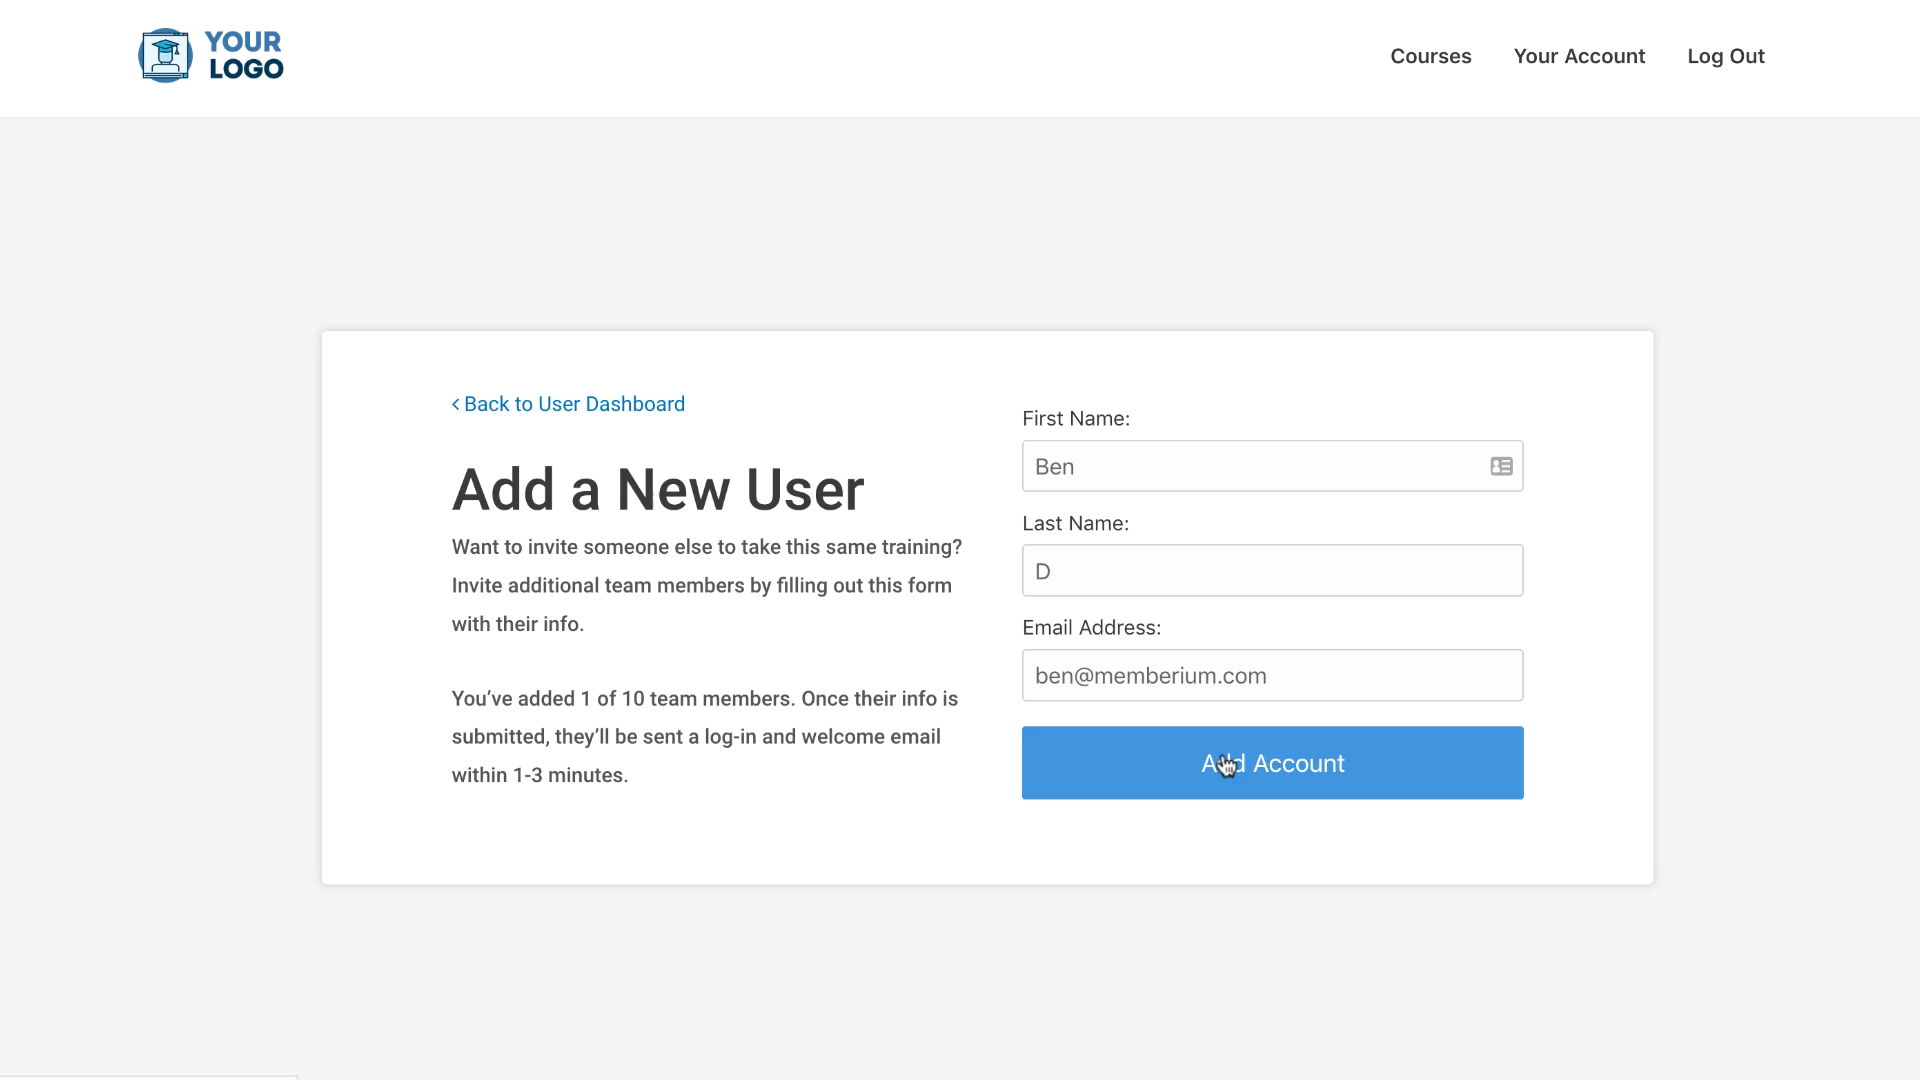 YOUR
LOGO
Courses
Your Account
Log Out
Back to User Dashboard
Add a New User
Want to invite someone else to take this same training?
Invite additional team members by filling out this form
with their info.
You’ve added 1 of 10 team members. Once their info is
submitted, they’ll be sent a log-in and welcome email
within 1-3 minutes.
First Name:
Ben
Last Name:
D
Email Address:
ben@memberium.com
Add Account